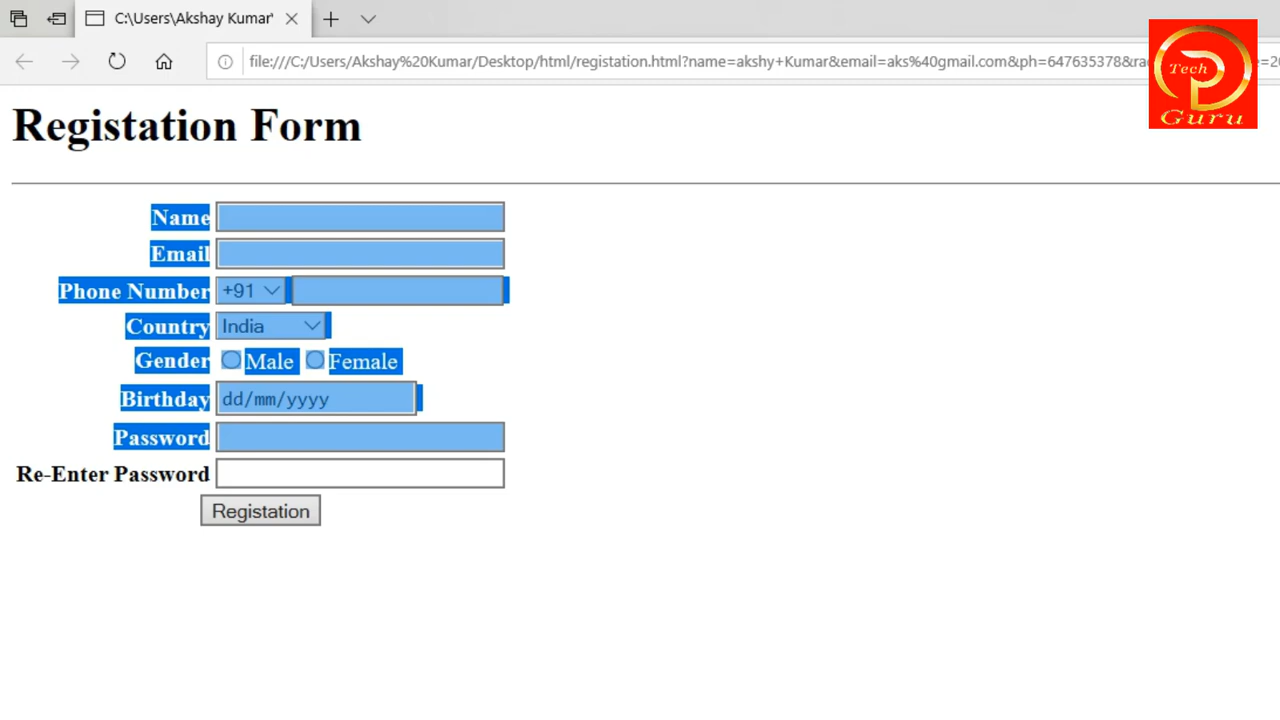 C:\Users\Akshay Kumar'
file:///C:/Users/Akshay%20Kumar/Desktop/html/registation.html?name=akshy+Kumar&email=aks%40gmail.com&ph=647635378&ra
=20
Tech
Guru
Registation Form
Name
Email
Phone Number +91
Country India
Gender Male Female
Birthday dd/mm/yyyy
Password
Re-Enter Password
Registation